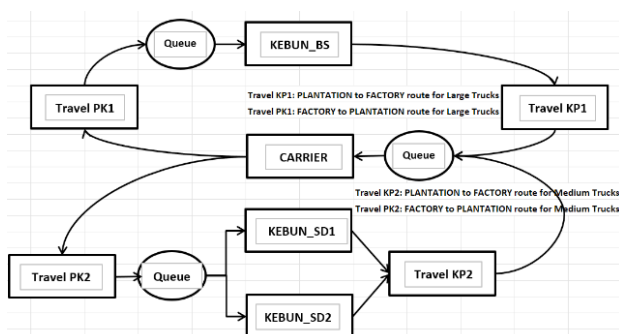 Queue
KEBUN_BS
Travel PK1
Travel KP1: PLANTATION to FACTORY route for Large Trucks
Travel PK1: FACTORY to PLANTATION route for Large Trucks
Travel KP1
CARRIER
Queue
Travel KP2: PLANTATION to FACTORY route for Medium Trucks
Travel PK2: FACTORY to PLANTATION route for Medium Trucks
KEBUN_SD1
Travel PK2
Queue
Travel KP2
KEBUN_SD2